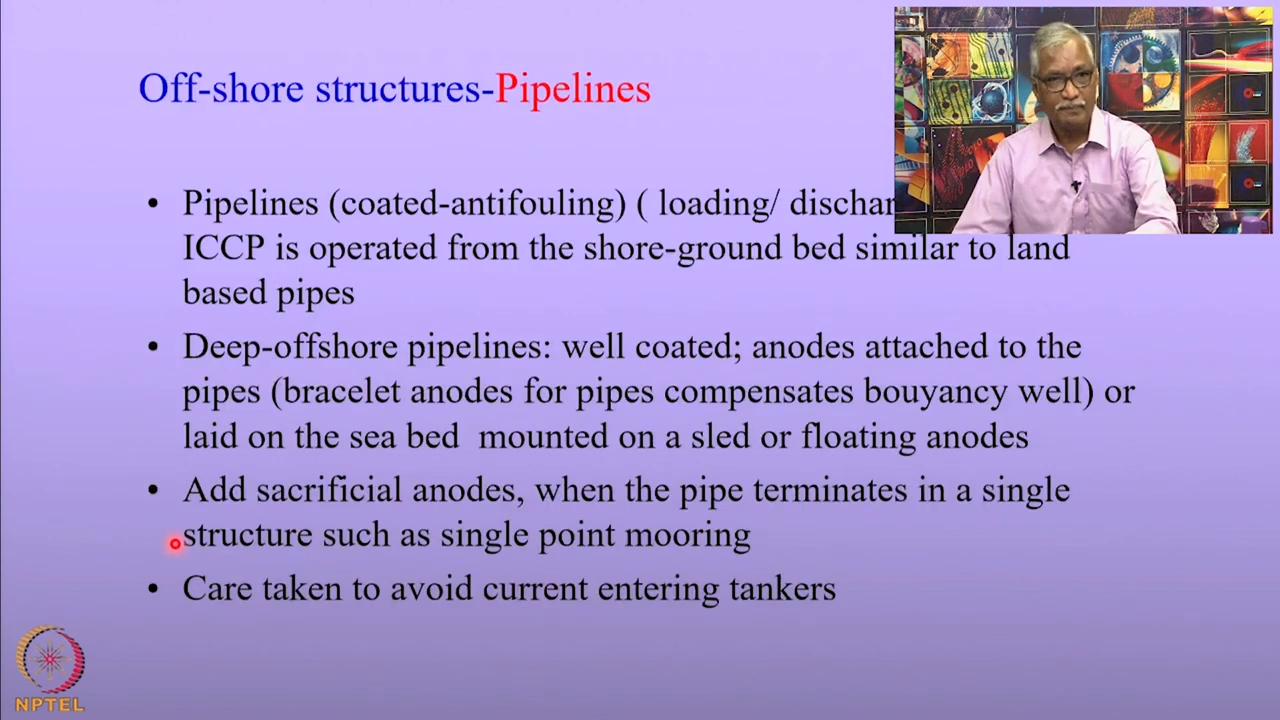 Off-shore structures-Pipelines
• Pipelines (coated-antifouling) ( loading/
ICCP is operated from the shore-ground bed similar to land
based pipes
• Deep-offshore pipelines: well coated; anodes attached to the
pipes (bracelet anodes for pipes compensates bouyancy well) or
laid on the sea bed mounted on a sled or floating anodes
• Add sacrificial anodes, when the pipe terminates in a single
structure such as single point mooring
• Care taken to avoid current entering tankers
NPTEL